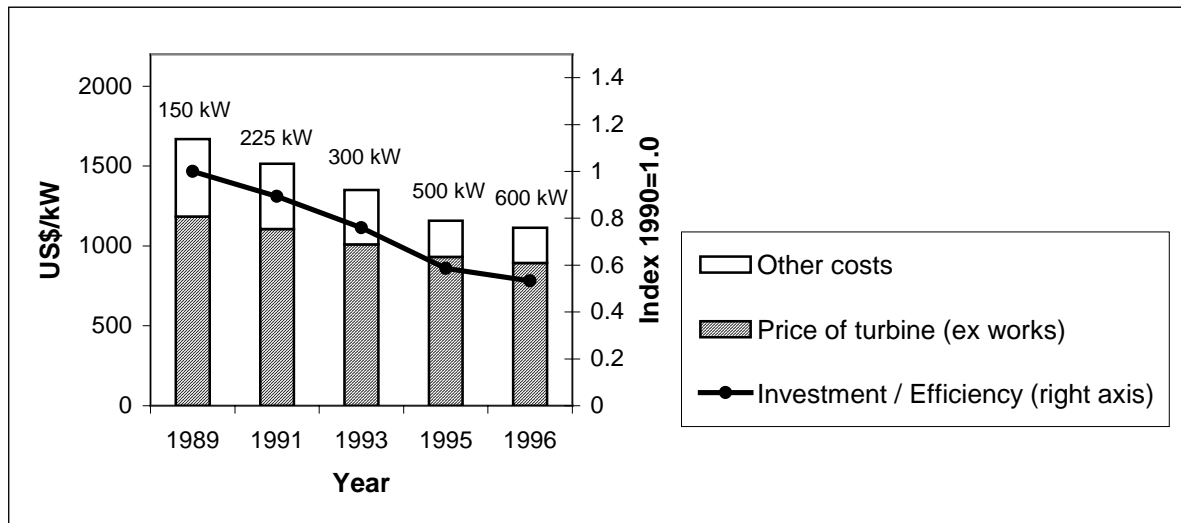 US$/kW
2000
1500
1000
500
0
150 kW
225 kW
300 kW
500 kW
600 kW
1989
1991
1993
1995
1996
Year
1.4
1.2
1
0.8
0.6
0.4
0.2
0
Index 1990=1.0
Other costs
Price of turbine (ex works)
Investment / Efficiency (right axis)